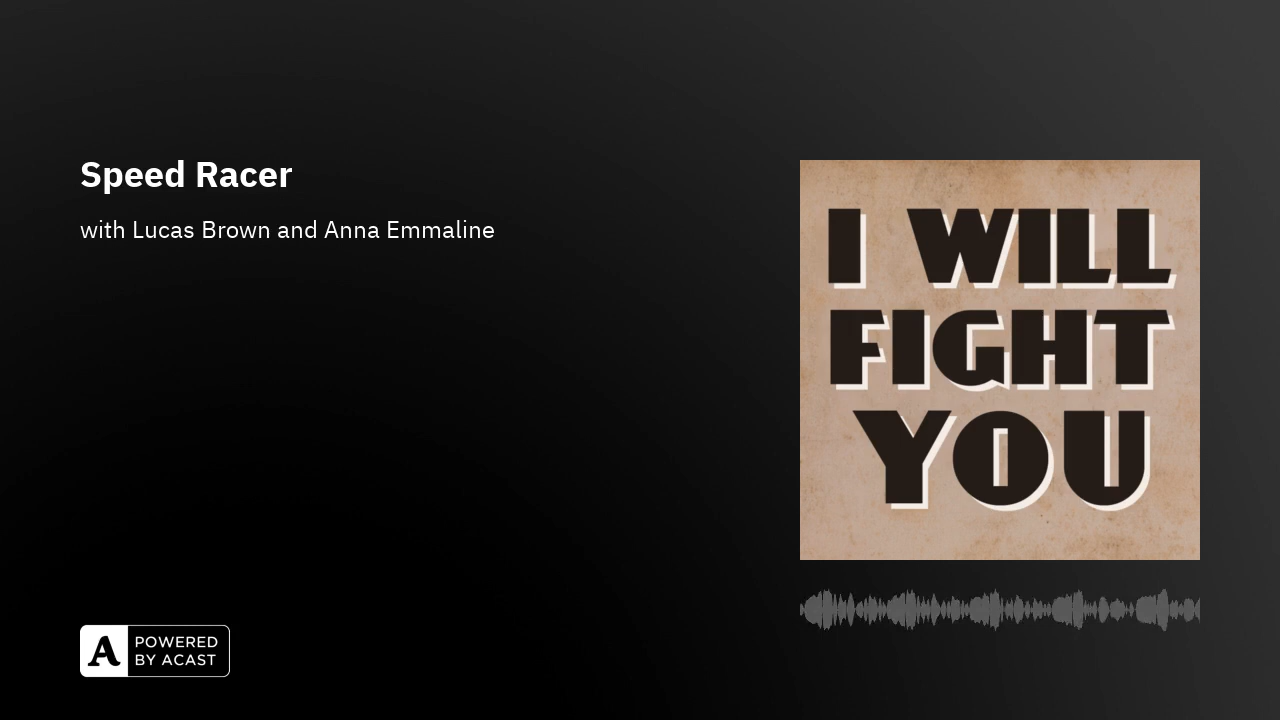 Speed Racer
with Lucas Brown and Anna Emmaline
I WILL
FIGHT
YOU
A POWERED
BY ACAST